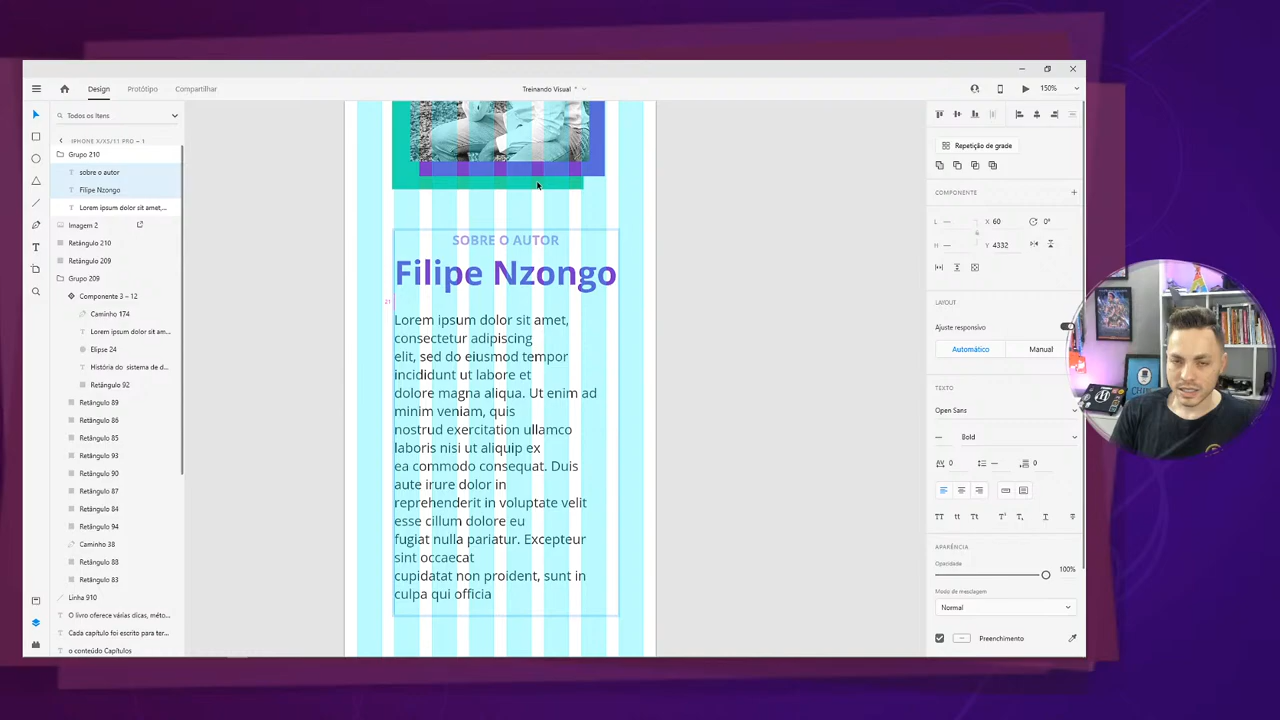 Design
Protótipo
Compartilhar
Treinando Visual *
150%
Todos os Itens
IPHONE X/XS/11 PRO – 1
Grupo 210
sobre o autor
Filipe Nzongo
Lorem ipsum dolor sit amet,...
Imagem 2
Retângulo 210
Retângulo 209
Grupo 209
Componente 3 – 12
Caminho 174
Lorem ipsum dolor sit am...
Elipse 24
História do sistema de d...
Retângulo 92
Retângulo 89
Retângulo 86
Retângulo 85
Retângulo 93
Retângulo 90
Retângulo 87
Retângulo 84
Retângulo 94
Caminho 38
Retângulo 88
Retângulo 83
Linha 910
O livro oferece várias dicas, méto...
Cada capítulo foi escrito para ter...
o conteúdo Capítulos
SOBRE O AUTOR
Filipe Nzongo
21
Lorem ipsum dolor sit amet,
consectetur adipiscing
elit, sed do eiusmod tempor
incididunt ut labore et
dolore magna aliqua. Ut enim ad
minim veniam, quis
nostrud exercitation ullamco
laboris nisi ut aliquip ex
ea commodo consequat. Duis
aute irure dolor in
reprehenderit in voluptate velit
esse cillum dolore eu
fugiat nulla pariatur. Excepteur
sint occaecat
cupidatat non proident, sunt in
culpa qui officia
Repetição de grade
COMPONENTE
L — X 60 0°
H — Y 4332
LAYOUT
Ajuste responsivo
Automático Manual
TEXTO
Open Sans
— Bold
AV 0 — 0
TT tt Tt T T, T
APARÊNCIA
Opacidade
100%
Modo de mesclagem
Normal
Preenchimento